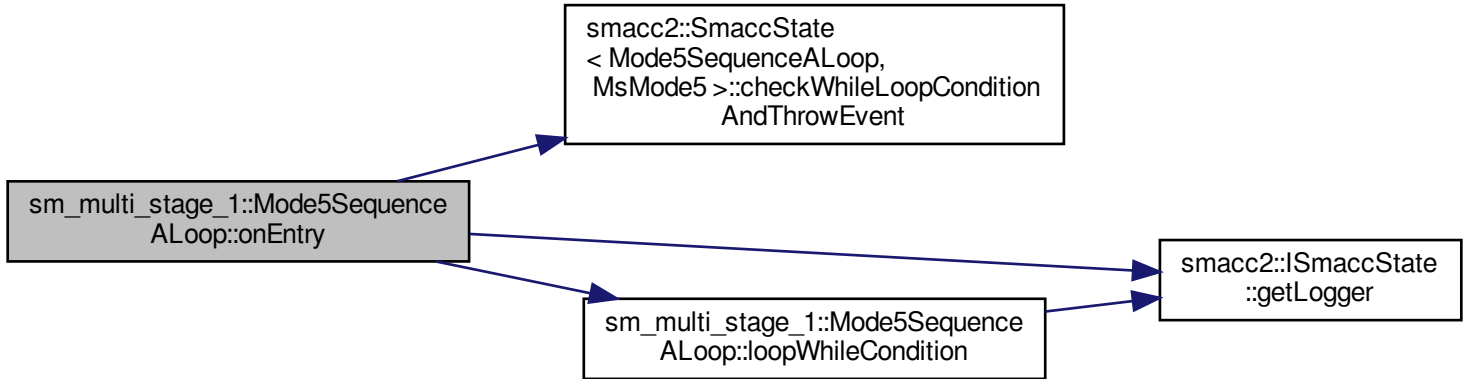 smacc2::SmaccState
< Mode5SequenceALoop,
MsMode5 >::checkWhileLoopCondition
AndThrowEvent
sm_multi_stage_1::Mode5Sequence
ALoop::onEntry
smacc2::ISmaccState
::getLogger
sm_multi_stage_1::Mode5Sequence
ALoop::loopWhileCondition